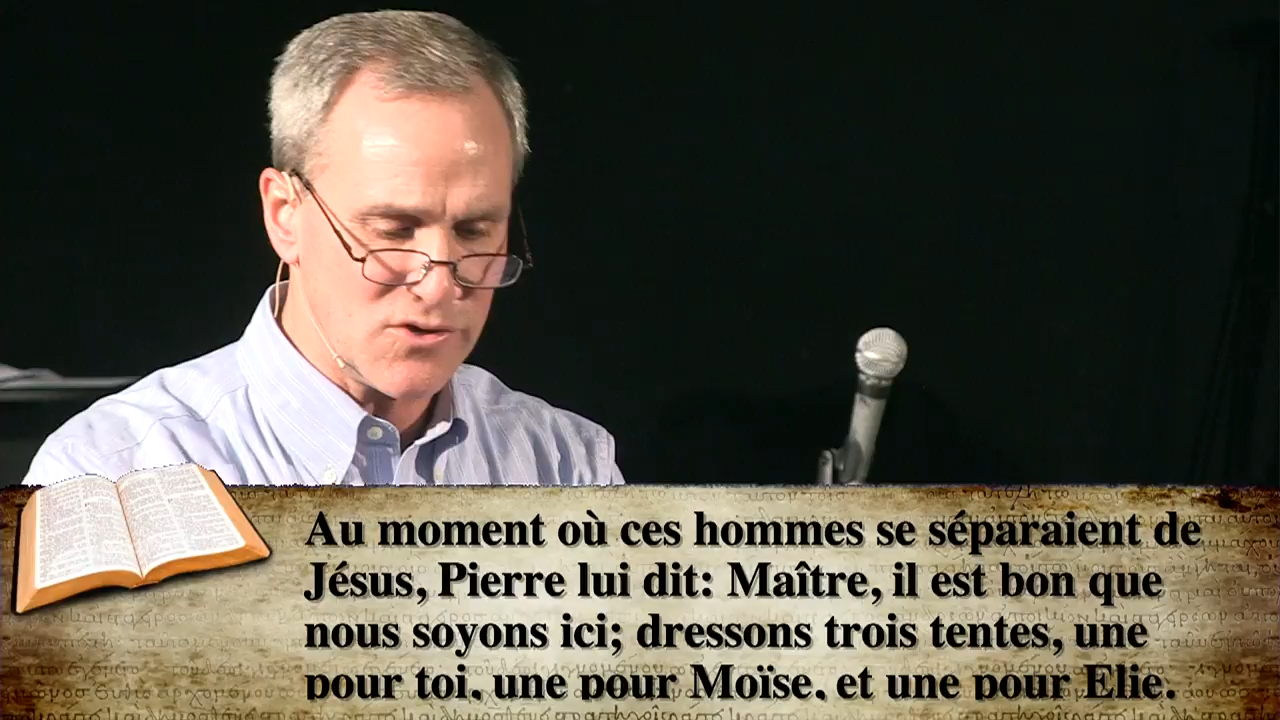 Au moment où ces hommes se séparaient de
Jésus, Pierre lui dit: Maître, il est bon que
nous soyons ici; dressons trois tentes, une
pour toi, une pour Moïse, et une pour Elie.